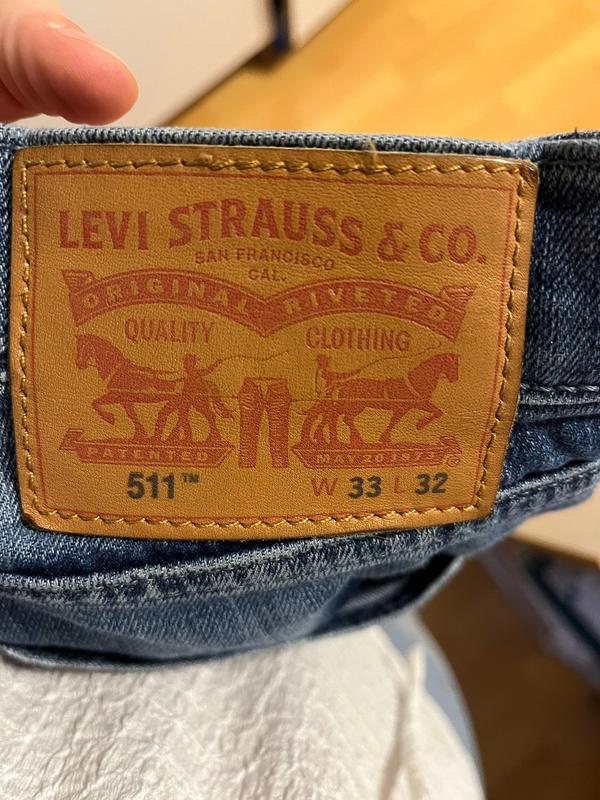 LEVI STRAUSS & CO.
SAN FRANCISCO
CAL.
ORIGINAL RIVETED
QUALITY CLOTHING
PATENTED MAY 20 1873
511™ W 33 L 32